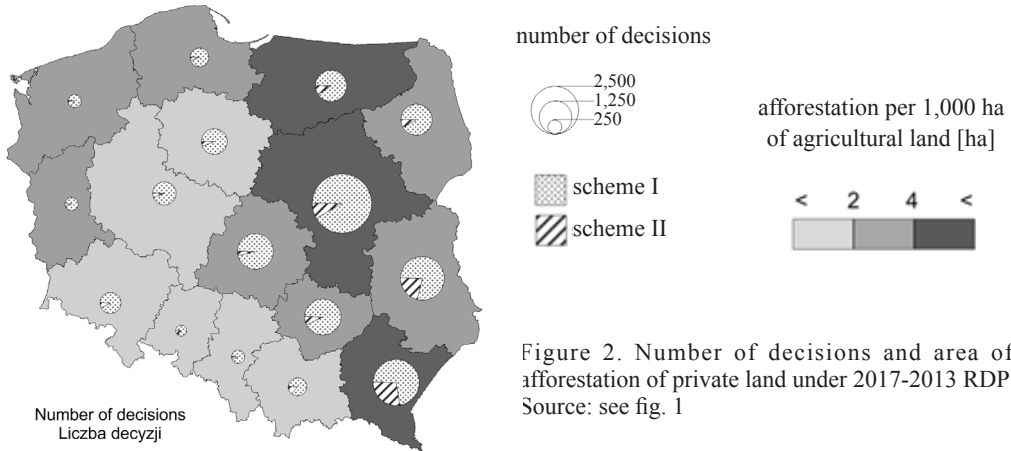 number of decisions
2,500
1,250
250
scheme I
scheme II
afforestation per 1,000 ha
of agricultural land [ha]
< 2 4 <
Figure 2. Number of decisions and area of
afforestation of private land under 2017-2013 RDP
Source: see fig. 1
Number of decisions
Liczba decyzji